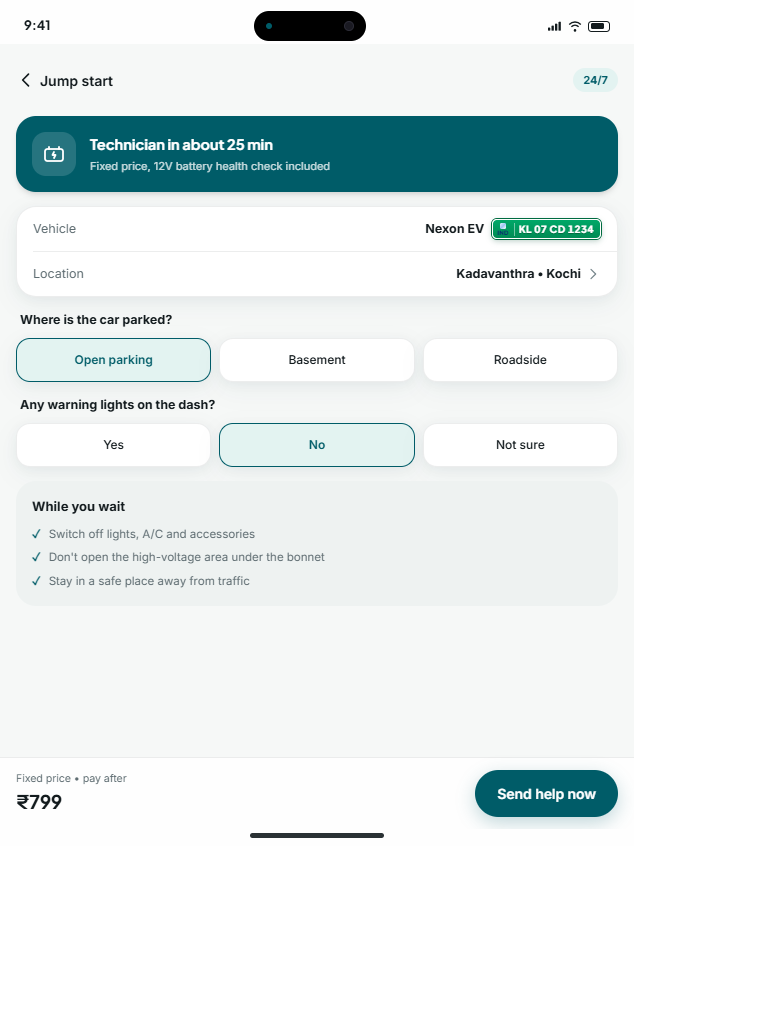 9:41
Jump start
24/7
Technician in about 25 min
Fixed price, 12V battery health check included
Vehicle
Nexon EV
IND KL 07 CD 1234
Location
Kadavanthra • Kochi
Where is the car parked?
Open parking
Basement
Roadside
Any warning lights on the dash?
Yes
No
Not sure
While you wait
✓ Switch off lights, A/C and accessories
✓ Don't open the high-voltage area under the bonnet
✓ Stay in a safe place away from traffic
Fixed price • pay after
₹799
Send help now